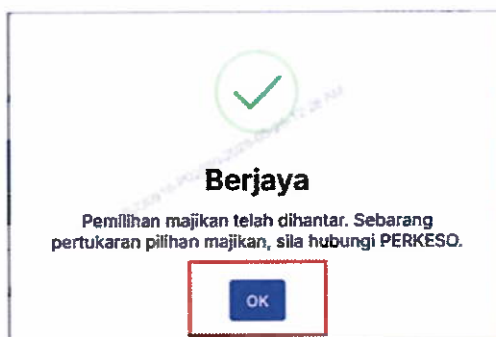 Berjaya
Pemilihan majikan telah dihantar. Sebarang
pertukaran pilihan majikan, sila hubungi PERKESO.
OK